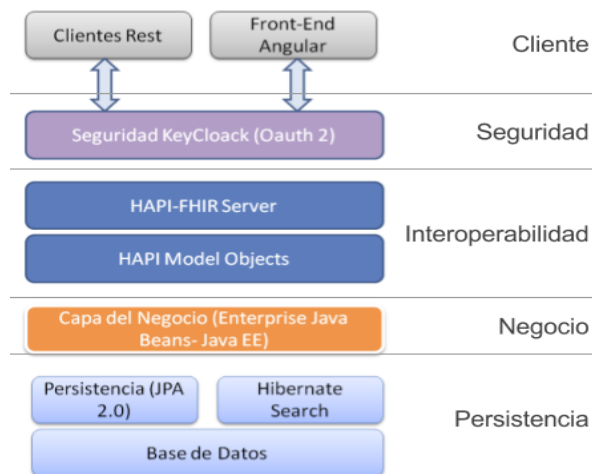 Clientes Rest
Front-End
Angular
Cliente
Seguridad KeyCloack (Oauth 2)
Seguridad
HAPI-FHIR Server
HAPI Model Objects
Interoperabilidad
Capa del Negocio (Enterprise Java
Beans- Java EE)
Negocio
Persistencia (JPA
2.0)
Hibernate
Search
Base de Datos
Persistencia